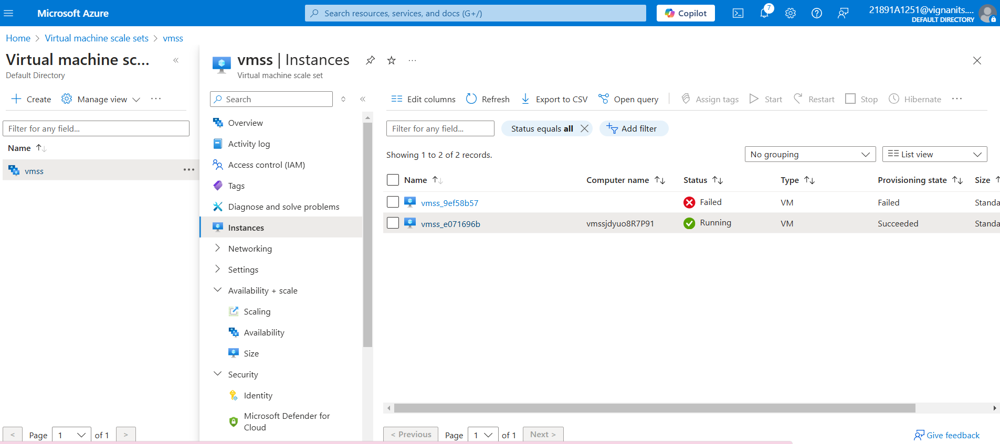 Microsoft Azure
Search resources, services, and docs (G+/)
Copilot
7
21891A1251@vignanits....
DEFAULT DIRECTORY
Home > Virtual machine scale sets > vmss
Virtual machine sc...
Default Directory
Create Manage view
Filter for any field...
Name
vmss
< Page 1 of 1 >
vmss | Instances
Virtual machine scale set
Search
Overview
Activity log
Access control (IAM)
Tags
Diagnose and solve problems
Instances
Networking
Settings
Availability + scale
Scaling
Availability
Size
Security
Identity
Microsoft Defender for
Cloud
Edit columns Refresh Export to CSV Open query Assign tags Start Restart Stop Hibernate
Filter for any field... Status equals all Add filter
Showing 1 to 2 of 2 records.
No grouping List view
Name Computer name Status Type Provisioning state Size
vmss_9ef58b57 Failed VM Failed Standa
vmss_e071696b vmssjdyuo8R7P91 Running VM Succeeded Standa
< Previous Page 1 of 1 Next >
Give feedback